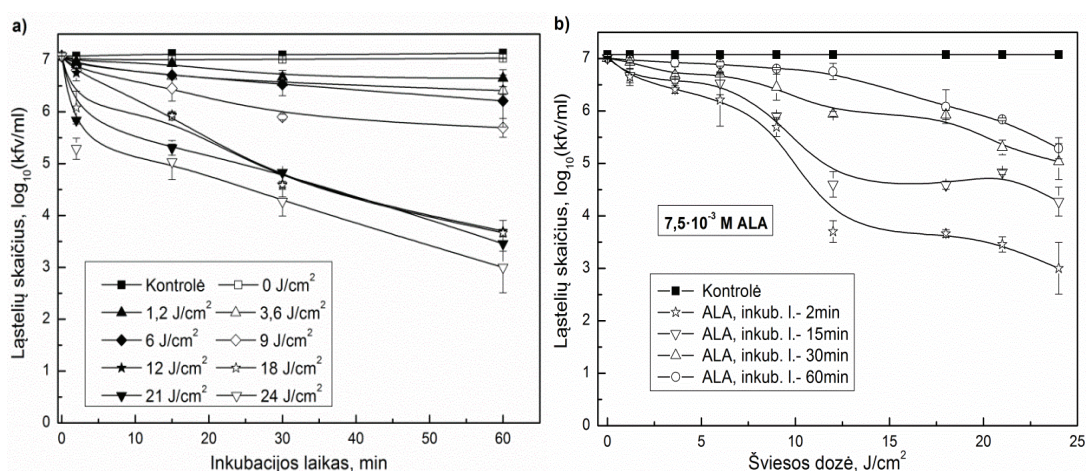 a)
Ląstelių skaičius, log10(kfv/ml)
7
6
5
4
3
2
1
0
Kontrolė
0 J/cm2
1,2 J/cm2
3,6 J/cm2
6 J/cm2
9 J/cm2
12 J/cm2
18 J/cm2
21 J/cm2
24 J/cm2
0 15 30 45 60
Inkubacijos laikas, min
b)
Ląstelių skaičius, log10(kfv/ml)
7
6
5
4
3
2
1
0
7,5·10-3 M ALA
Kontrolė
ALA, inkub. l.- 2min
ALA, inkub. l.- 15min
ALA, inkub. l.- 30min
ALA, inkub. l.- 60min
0 5 10 15 20 25
Šviesos dozė, J/cm2